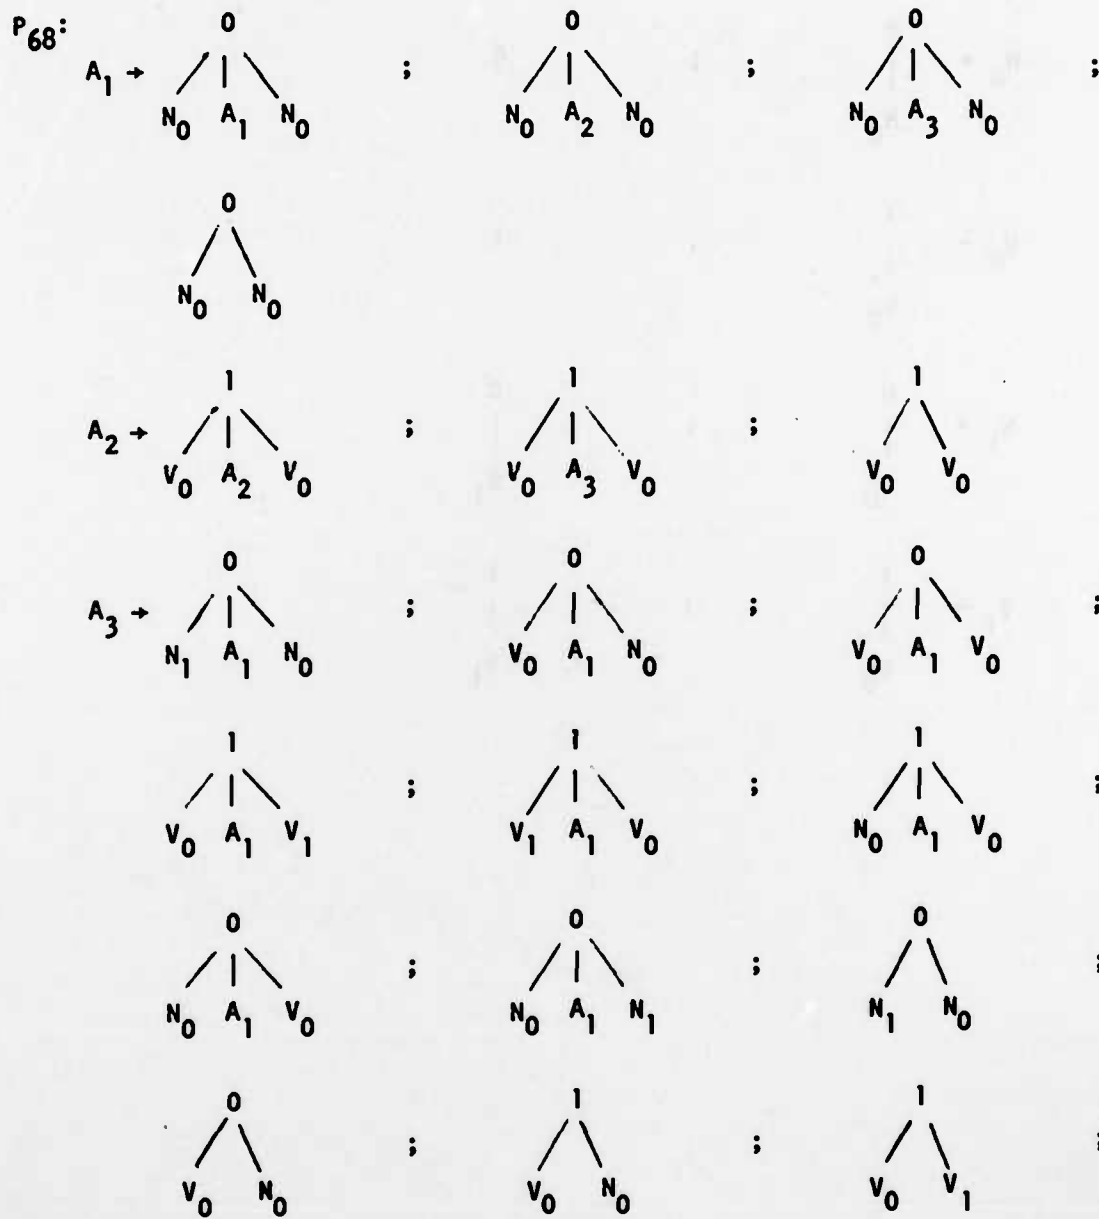 P68:
0 0 0
A1 → ; ; ;
N0 A1 N0 N0 A2 N0 N0 A3 N0
0
N0 N0
1 1 1
A2 → ; ;
V0 A2 V0 V0 A3 V0 V0 V0
0 0 0
A3 → ; ; ;
N1 A1 N0 V0 A1 N0 V0 A1 V0
1 1 1
; ; ;
V0 A1 V1 V1 A1 V0 N0 A1 V0
0 0 0
; ; ;
N0 A1 V0 N0 A1 N1 N1 N0
0 1 1
; ; ;
V0 N0 V0 N0 V0 V1